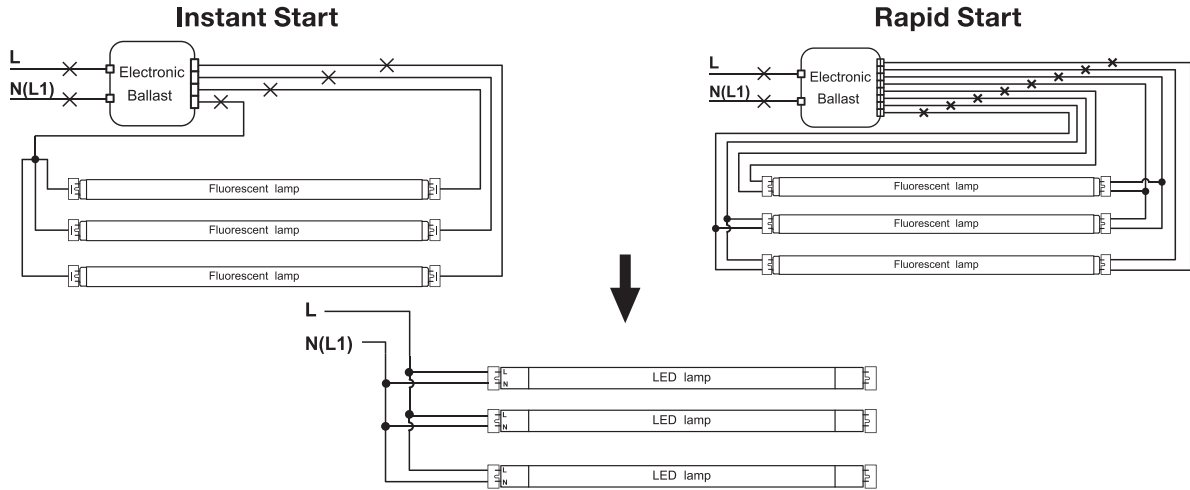 Instant Start
L
N(L1)
Electronic
Ballast
Fluorescent lamp
Fluorescent lamp
Fluorescent lamp
Rapid Start
L
N(L1)
Electronic
Ballast
Fluorescent lamp
Fluorescent lamp
Fluorescent lamp
L
N(L1)
L
N
LED lamp
L
N
LED lamp
L
N
LED lamp